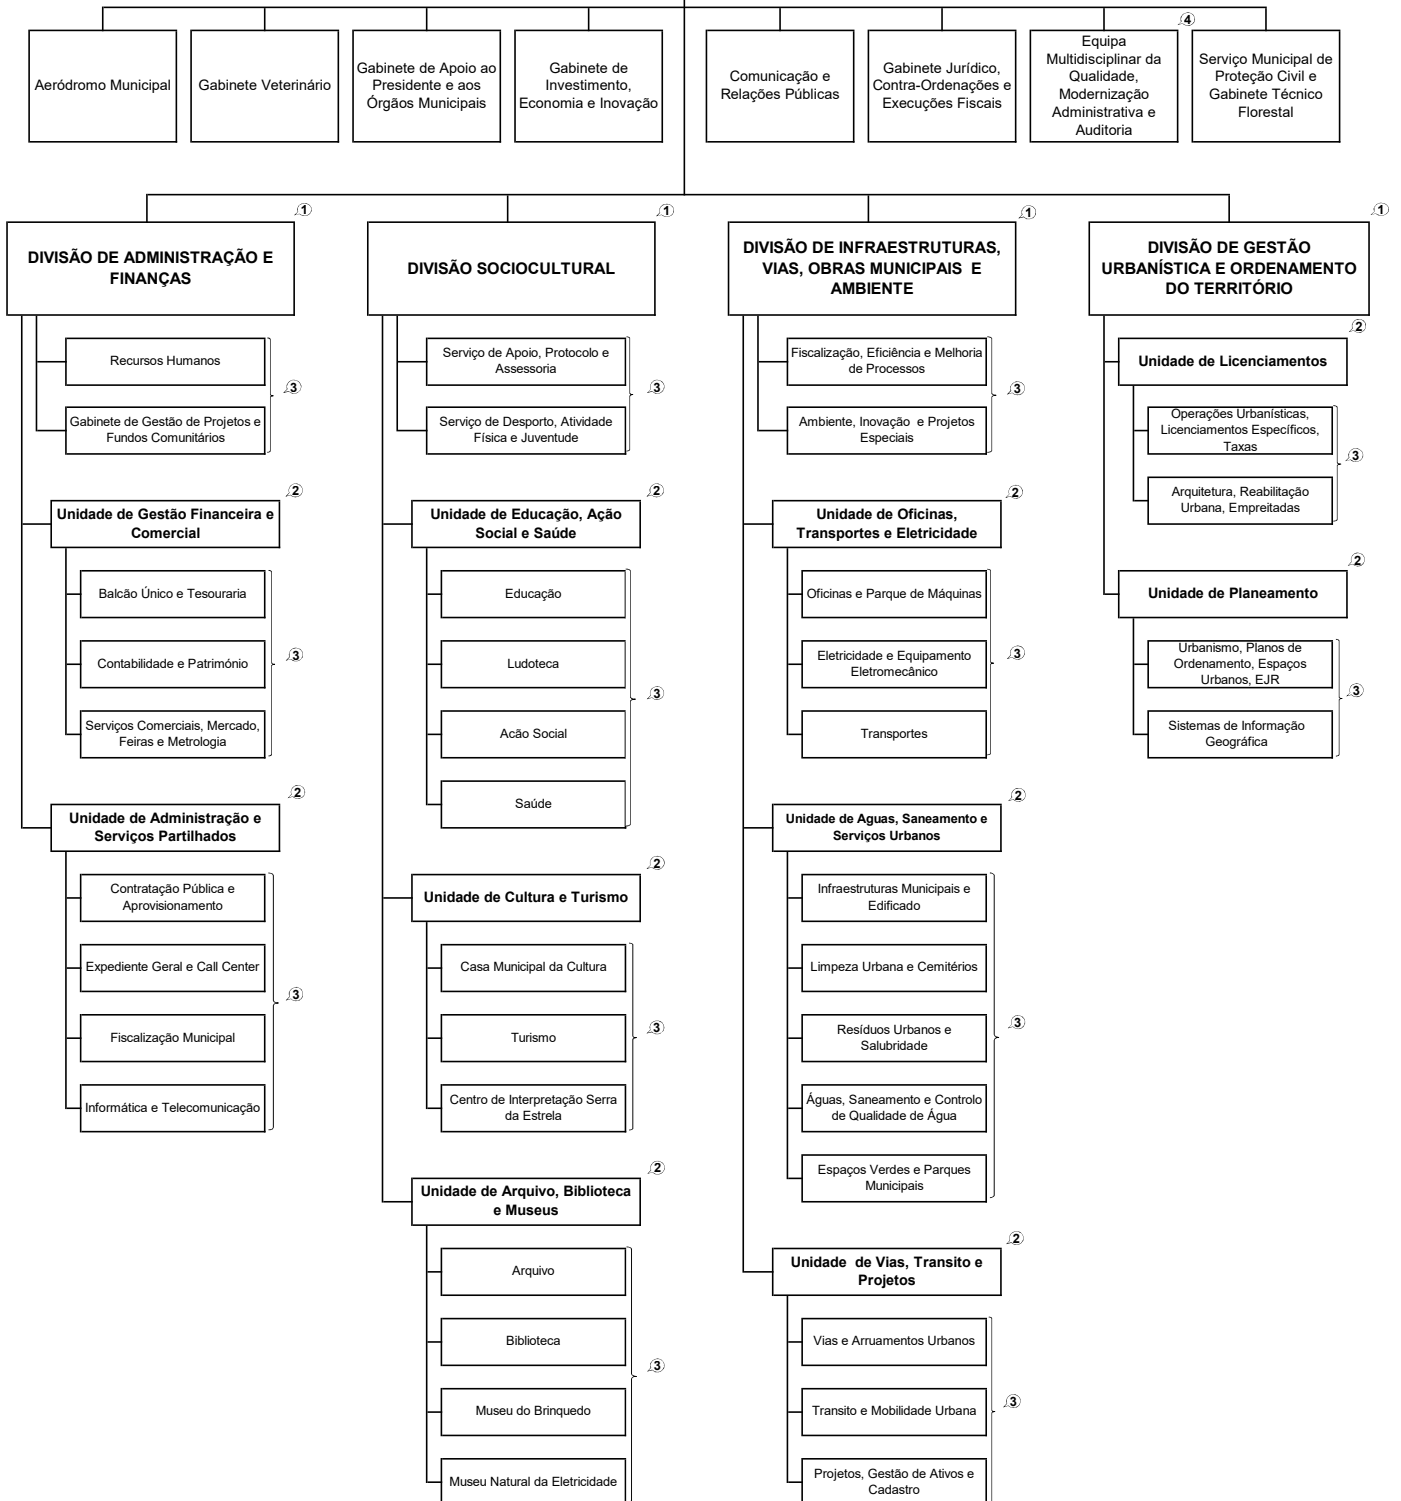 4
Aeródromo Municipal
Gabinete Veterinário
Gabinete de Apoio ao
Presidente e aos
Órgãos Municipais
Gabinete de
Investimento,
Economia e Inovação
Comunicação e
Relações Públicas
Gabinete Jurídico,
Contra-Ordenações e
Execuções Fiscais
Equipa
Multidisciplinar da
Qualidade,
Modernização
Administrativa e
Auditoria
Serviço Municipal de
Proteção Civil e
Gabinete Técnico
Florestal
1
DIVISÃO DE ADMINISTRAÇÃO E
FINANÇAS
Recursos Humanos
Gabinete de Gestão de Projetos e
Fundos Comunitários
3
2
Unidade de Gestão Financeira e
Comercial
Balcão Único e Tesouraria
Contabilidade e Património
Serviços Comerciais, Mercado,
Feiras e Metrologia
3
2
Unidade de Administração e
Serviços Partilhados
Contratação Pública e
Aprovisionamento
Expediente Geral e Call Center
Fiscalização Municipal
Informática e Telecomunicação
3
1
DIVISÃO SOCIOCULTURAL
Serviço de Apoio, Protocolo e
Assessoria
Serviço de Desporto, Atividade
Física e Juventude
3
2
Unidade de Educação, Ação
Social e Saúde
Educação
Ludoteca
Acão Social
Saúde
3
2
Unidade de Cultura e Turismo
Casa Municipal da Cultura
Turismo
Centro de Interpretação Serra
da Estrela
3
2
Unidade de Arquivo, Biblioteca
e Museus
Arquivo
Biblioteca
Museu do Brinquedo
Museu Natural da Eletricidade
3
1
DIVISÃO DE INFRAESTRUTURAS,
VIAS, OBRAS MUNICIPAIS E
AMBIENTE
Fiscalização, Eficiência e Melhoria
de Processos
Ambiente, Inovação e Projetos
Especiais
3
2
Unidade de Oficinas,
Transportes e Eletricidade
Oficinas e Parque de Máquinas
Eletricidade e Equipamento
Eletromecânico
Transportes
3
2
Unidade de Aguas, Saneamento e
Serviços Urbanos
Infraestruturas Municipais e
Edificado
Limpeza Urbana e Cemitérios
Resíduos Urbanos e
Salubridade
Águas, Saneamento e Controlo
de Qualidade de Água
Espaços Verdes e Parques
Municipais
3
2
Unidade de Vias, Transito e
Projetos
Vias e Arruamentos Urbanos
Transito e Mobilidade Urbana
Projetos, Gestão de Ativos e
Cadastro
3
1
DIVISÃO DE GESTÃO
URBANÍSTICA E ORDENAMENTO
DO TERRITÓRIO
2
Unidade de Licenciamentos
Operações Urbanísticas,
Licenciamentos Específicos,
Taxas
Arquitetura, Reabilitação
Urbana, Empreitadas
3
2
Unidade de Planeamento
Urbanismo, Planos de
Ordenamento, Espaços
Urbanos, EJR
Sistemas de Informação
Geográfica
3